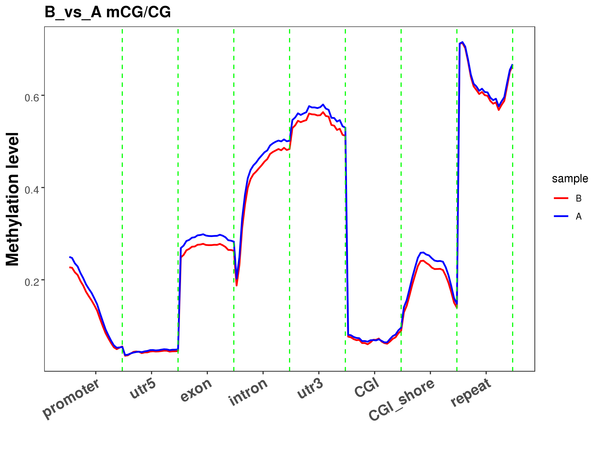 B_vs_A mCG/CG
Methylation level
0.6
0.4
0.2
promoter
utr5
exon
intron
utr3
CGI
CGI_shore
repeat
sample
B
A